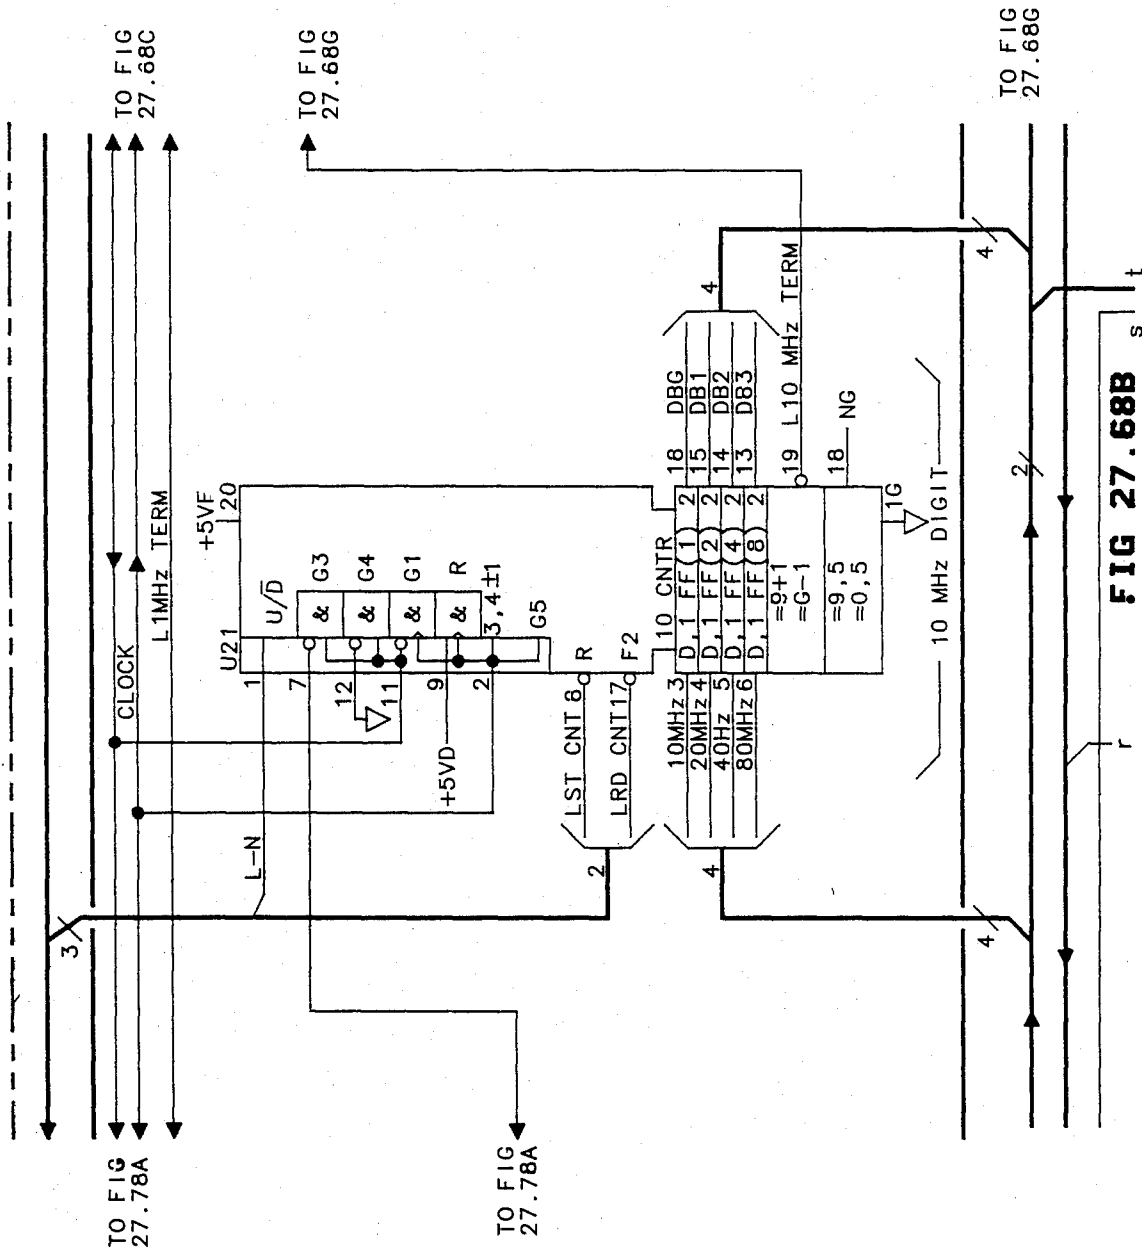 TO FIG
27.68C
TO FIG
27.68G
TO FIG
27.68G
CLOCK
L1MHz TERM
+5VF
20
U21
1
U/D
7
&
G3
12
&
G4
11
&
G1
9
&
R
2
3,4±1
G5
+5VD
L-N
3
LST CNT 6
R
LRD CNT17
F2
2
10 CNTR
10MHz 3
D,1 FF (1) 2
18 DBG
20MHz 4
D,1 FF (2) 2
15 DB1
40Hz 5
D,1 FF (4) 2
14 DB2
80MHz 6
D,1 FF (8) 2
13 DB3
4
4
=9+1
=G-1
19 L10 MHz TERM
=9,5
=0,5
18 NG
1G
10 MHz DIGIT
4
4
2
TO FIG
27.78A
TO FIG
27.78A
r
s
t
FIG 27.68B